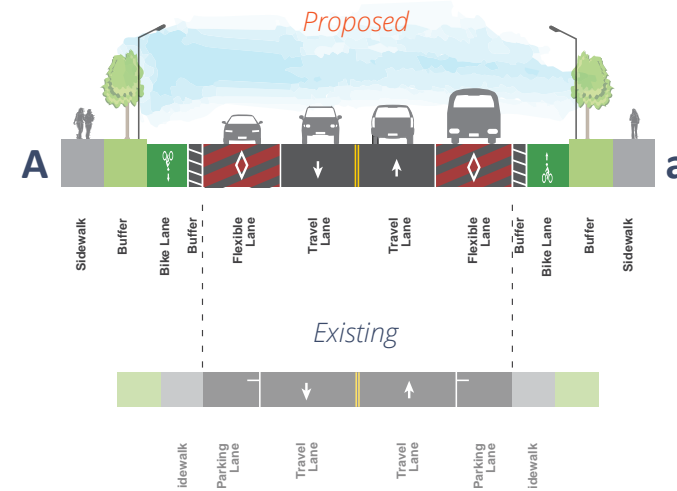 Proposed
A
a
Sidewalk
Buffer
Bike Lane
Buffer
Flexible
Lane
Travel
Lane
Travel
Lane
Flexible
Lane
Buffer
Bike Lane
Buffer
Sidewalk
Existing
idewalk
Parking
Lane
Travel
Lane
Travel
Lane
Parking
Lane
idewalk